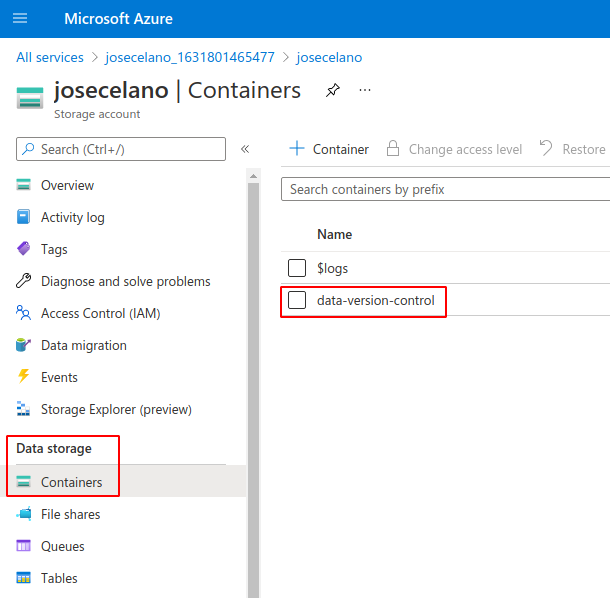 Microsoft Azure
All services > josecelano_1631801465477 > josecelano
josecelano | Containers
Storage account
Search (Ctrl+/)
Overview
Activity log
Tags
Diagnose and solve problems
Access Control (IAM)
Data migration
Events
Storage Explorer (preview)
Data storage
Containers
File shares
Queues
Tables
Container Change access level Restore
Search containers by prefix
Name
$logs
data-version-control